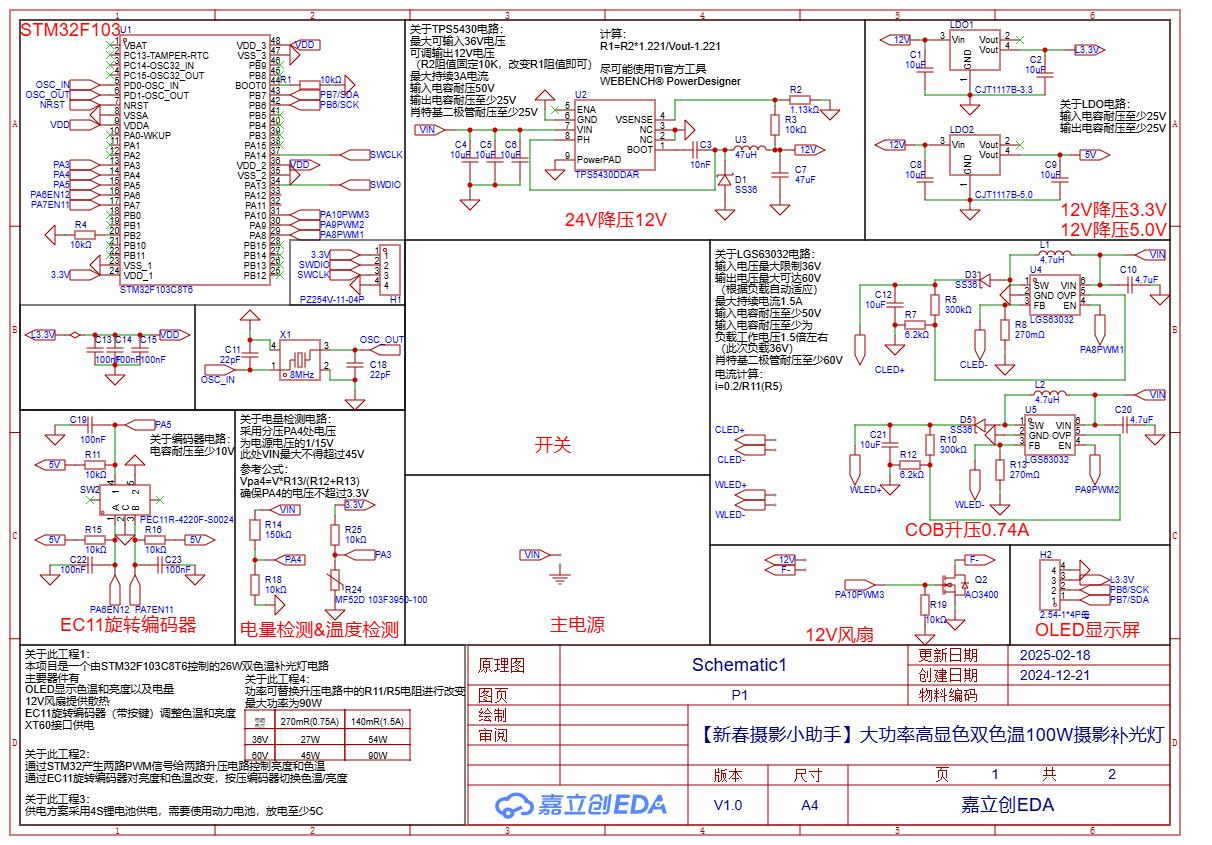 STM32F103
U1
VBAT
PC13-TAMPER-RTC
PC14-OSC32_IN
PC15-OSC32_OUT
PD0-OSC_IN
PD1-OSC_OUT
NRST
VSSA
VDDA
PA0-WKUP
PA1
PA2
PA3
PA4
PA5
PA6
PA7
PB0
PB1
PB2
PB10
PB11
VSS_1
VDD_1
VDD_3
VSS_3
PB9
PB8
BOOT0
PB7
PB6
PB5
PB4
PB3
PA15
PA14
VDD_2
VSS_2
PA13
PA12
PA11
PA10
PA9
PA8
PB15
PB14
PB13
PB12
STM32F103C8T6
OSC_IN
OSC_OUT
NRST
VDD
PA3
PA4
PA5
PA6EN12
PA7EN11
R4
10kΩ
3.3V
VDD
R1
10kΩ
PB7/SDA
PB6/SCK
SWCLK
VDD
SWDIO
PA10PWM3
PA9PWM2
PA8PWM1
3.3V
SWDIO
SWCLK
PZ254V-11-04P
H1
关于TPS5430电路：
最大可输入36V电压
可调输出12V电压
（R2阻值固定10K，改变R1阻值即可）
最大持续3A电流
输入电容耐压50V
输出电容至少25V
肖特基二极管耐压至少25V
计算：
R1=R2*1.221/Vout-1.221
尽可能使用Ti官方工具
WEBENCH® PowerDesigner
VIN
C4
10uF
C5
10uF
C6
10uF
U2
ENA
GND
VIN
PH
PowerPAD
VSENSE
NC
NC
BOOT
TPS5430DDAR
C3
10nF
R2
1.13kΩ
R3
10kΩ
U3
47uH
12V
D1
SS36
C7
47uF
24V降压12V
LDO1
12V
Vin
Vout
Vout
GND
C1
10uF
C2
10uF
L3.3V
CJT1117B-3.3
关于LDO电路：
输入电容耐压至少25V
输出电容耐压至少25V
LDO2
12V
Vin
Vout
Vout
GND
C8
10uF
C9
10uF
5V
CJT1117B-5.0
12V降压3.3V
12V降压5.0V
L3.3V
VDD
C13
C14
C15
100nF
100nF
100nF
X1
C11
22pF
OSC_IN
8MHz
OSC_OUT
C18
22pF
开关
关于LGS63032电路：
输入电压最大限制36V
输出电压最大可达60V
（根据负载自动适应）
最大持续电流1.5A
输入电容耐压至少50V
输入电容耐压至少为
负载工作电压1.5倍左右
（此次负载36V）
肖特基二极管耐压至少60V
电流计算：
i=0.2/R11(R5)
L1
4.7uH
VIN
D3
SS36
U4
SW
GND
FB
VIN
OVP
EN
LGS63032
C10
4.7uF
C12
10uF
R5
300kΩ
R7
6.2kΩ
R8
270mΩ
CLED+
CLED-
PA8PWM1
L2
4.7uH
VIN
D5
SS36
U5
SW
GND
FB
VIN
OVP
EN
LGS63032
C20
4.7uF
C21
10uF
R10
300kΩ
R12
6.2kΩ
R13
270mΩ
WLED+
WLED-
PA9PWM2
CLED+
CLED-
WLED+
WLED-
COB升压0.74A
C19
100nF
PA5
关于编码器电路：
电容耐压至少10V
5V
R11
10kΩ
SW2
A
C
B
PEC11R-4220F-S0024
5V
R15
10kΩ
R16
10kΩ
5V
C22
100nF
C23
100nF
PA6EN12
PA7EN11
EC11旋转编码器
关于电量检测电路：
采用分压PA4处电压
为电源电压的1/15V
此处VIN最大不得超过45V
参考公式：
Vpa4=V*R13/(R12+R13)
确保PA4的电压不超过3.3V
VIN
R14
150kΩ
PA4
R18
10kΩ
3.3V
R25
10kΩ
PA3
R24
MF52D 103F3950-100
电量检测&温度检测
VIN
主电源
12V
F-
F-
PA10PWM3
Q2
AO3400
R19
10kΩ
12V风扇
H2
L3.3V
PB6/SCK
PB7/SDA
2.54-1*4P母
OLED显示屏
关于此工程1：
本项目是一个由STM32F103C8T6控制的26W双色温补光灯电路
主要器件有
OLED显示色温和亮度以及电量
12V风扇提供散热
EC11旋转编码器（带按键）调整色温和亮度
XT60接口供电
关于此工程4：
功率可替换升压电路中的R11/R5电阻进行改变
最大功率为90W
270mR(0.75A)
140mR(1.5A)
36V
27W
54W
60V
45W
90W
关于此工程2：
通过STM32产生两路PWM信号给两路升压电路控制亮度和色温
通过EC11旋转编码器对亮度和色温改变，按压编码器切换色温/亮度
关于此工程3：
供电方案采用4S锂电池供电，需要使用动力电池，放电至少5C
原理图
Schematic1
更新日期
2025-02-18
创建日期
2024-12-21
图页
P1
物料编码
绘制
审阅
【新春摄影小助手】大功率高显色双色温100W摄影补光灯
版本
尺寸
页
1
共
2
嘉立创EDA
V1.0
A4
嘉立创EDA